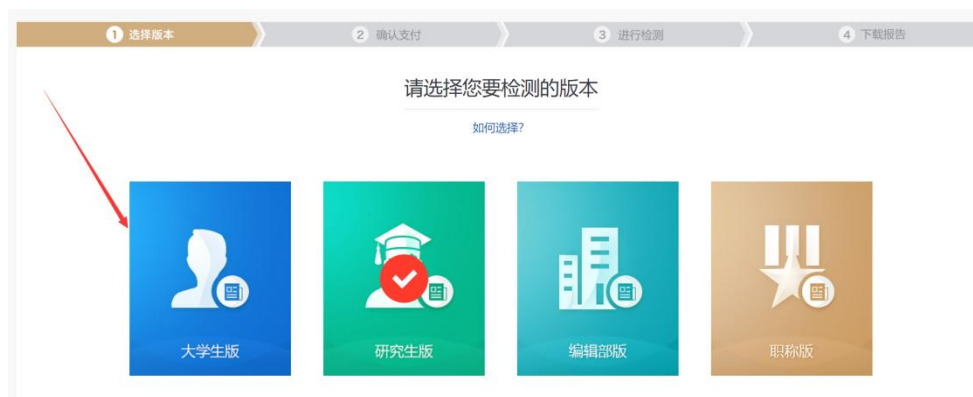 1 选择版本
2 确认支付
3 进行检测
4 下载报告
请选择您要检测的版本
如何选择?
大学生版
研究生版
编辑部版
职称版